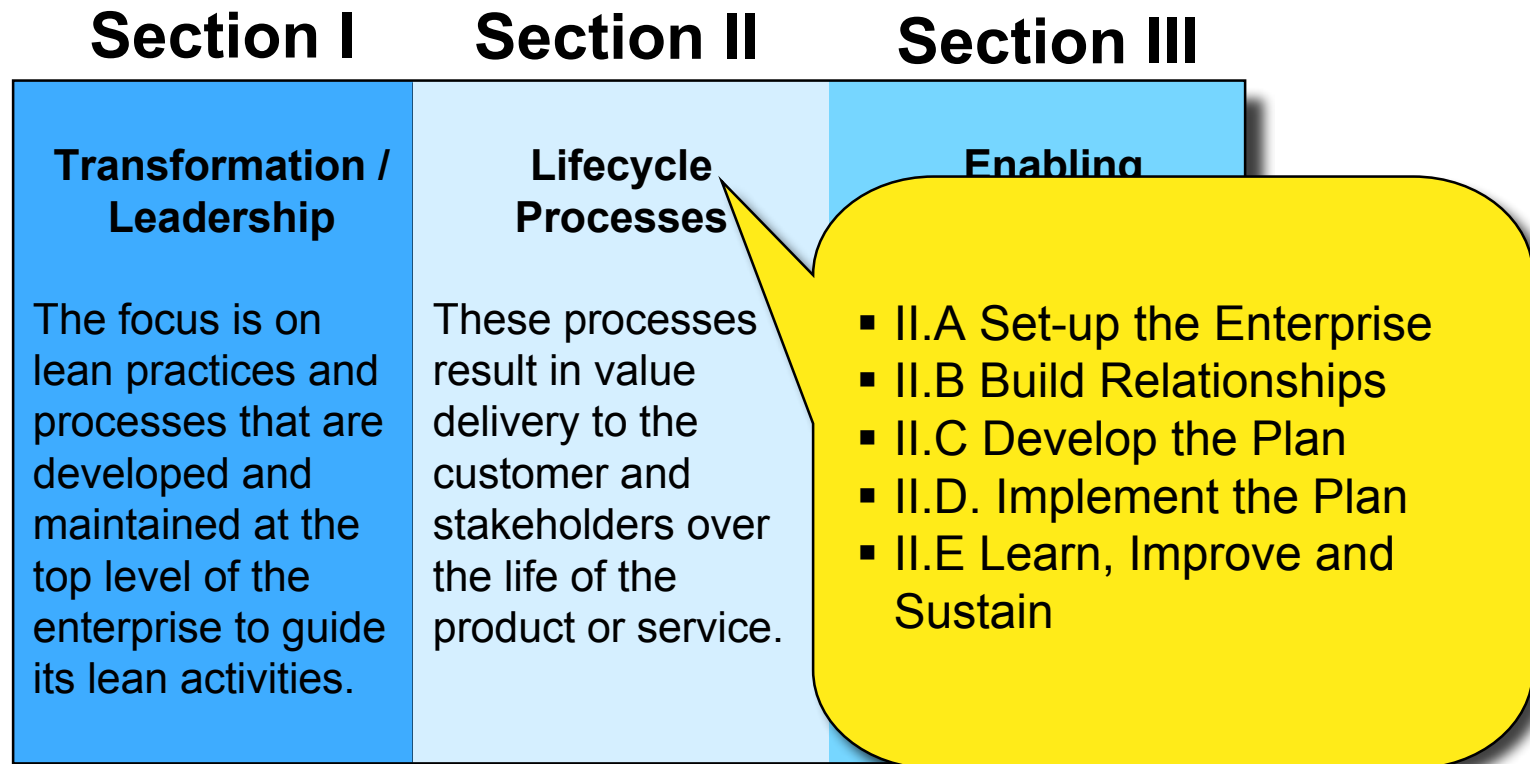 Section I
Section II
Section III
Transformation /
Leadership
The focus is on
lean practices and
processes that are
developed and
maintained at the
top level of the
enterprise to guide
its lean activities.
Lifecycle
Processes
These processes
result in value
delivery to the
customer and
stakeholders over
the life of the
product or service.
Enabling
▪ II.A Set-up the Enterprise
▪ II.B Build Relationships
▪ II.C Develop the Plan
▪ II.D. Implement the Plan
▪ II.E Learn, Improve and
Sustain